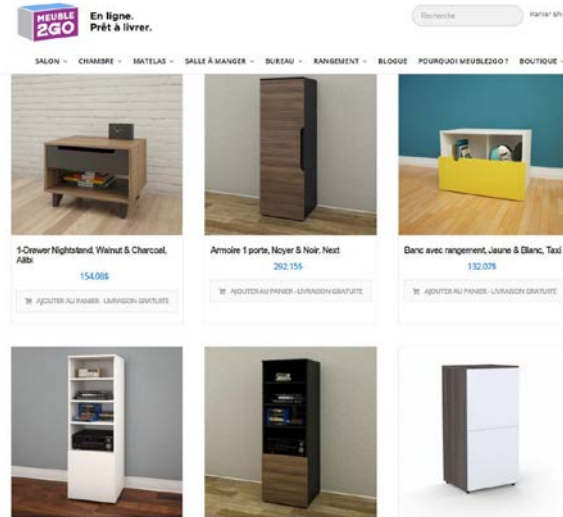 MEUBLE
2GO
En ligne.
Prêt à livrer.
Recherche
SALON CHAMBRE MATELAS SALLE À MANGER BUREAU RANGEMENT BLOGUE POURQUOI MEUBLE2GO ? BOUTIQUE
1-Drawer Nightstand, Walnut & Charcoal,
Alibi
154.08$
AJOUTER AU PANIER - LIVRAISON GRATUITE
Armoire 1 porte, Noyer & Noir, Next
292.15$
AJOUTER AU PANIER - LIVRAISON GRATUITE
Banc avec rangement, Jaune & Blanc, Taxi
132.07$
AJOUTER AU PANIER - LIVRAISON GRATUITE